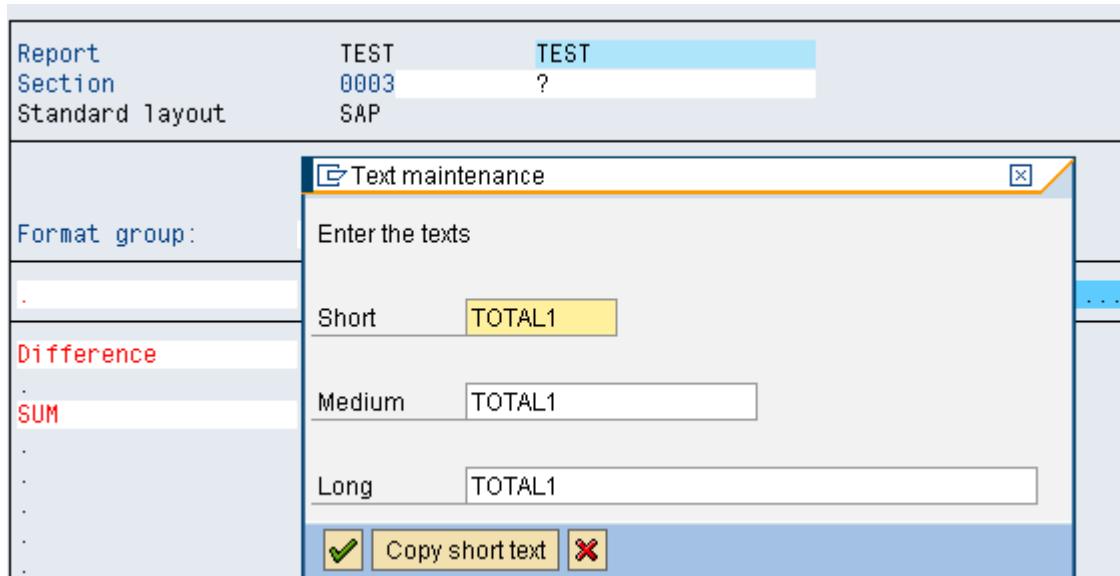 Report TEST TEST
Section 0003 ?
Standard layout SAP
Text maintenance
Format group: Enter the texts
. ...
Short TOTAL1
Difference
.
Medium TOTAL1
SUM
.
.
Long TOTAL1
.
.
Copy short text
.